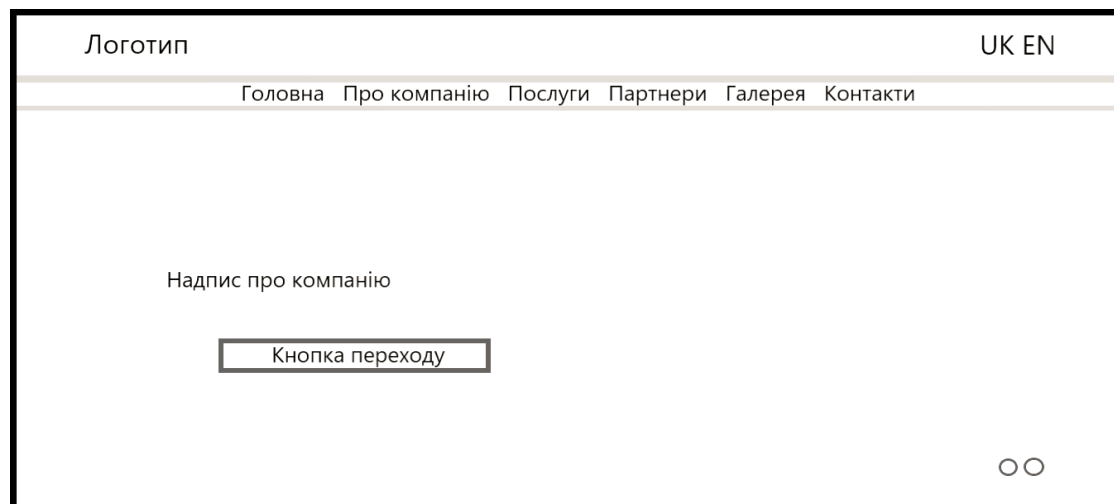 Логотип UK EN
Головна Про компанію Послуги Партнери Галерея Контакти
Надпис про компанію
Кнопка переходу